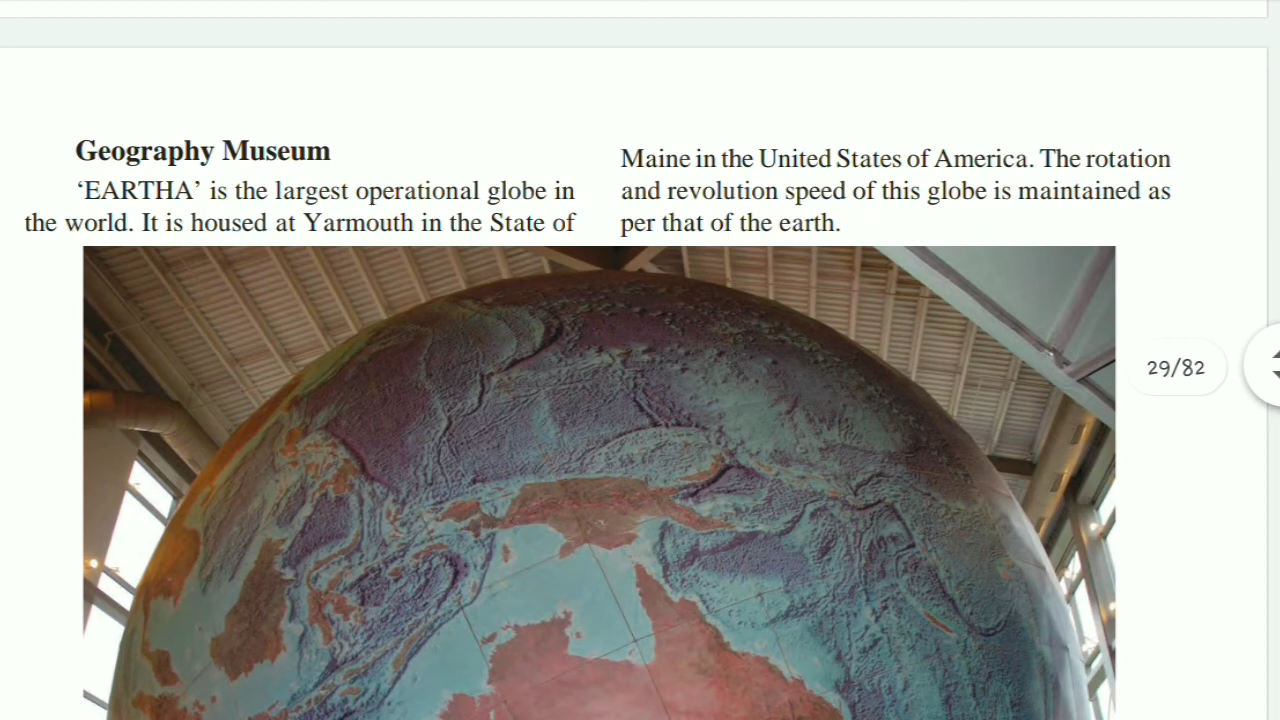 Geography Museum
‘EARTHA’ is the largest operational globe in
the world. It is housed at Yarmouth in the State of
Maine in the United States of America. The rotation
and revolution speed of this globe is maintained as
per that of the earth.
29/82